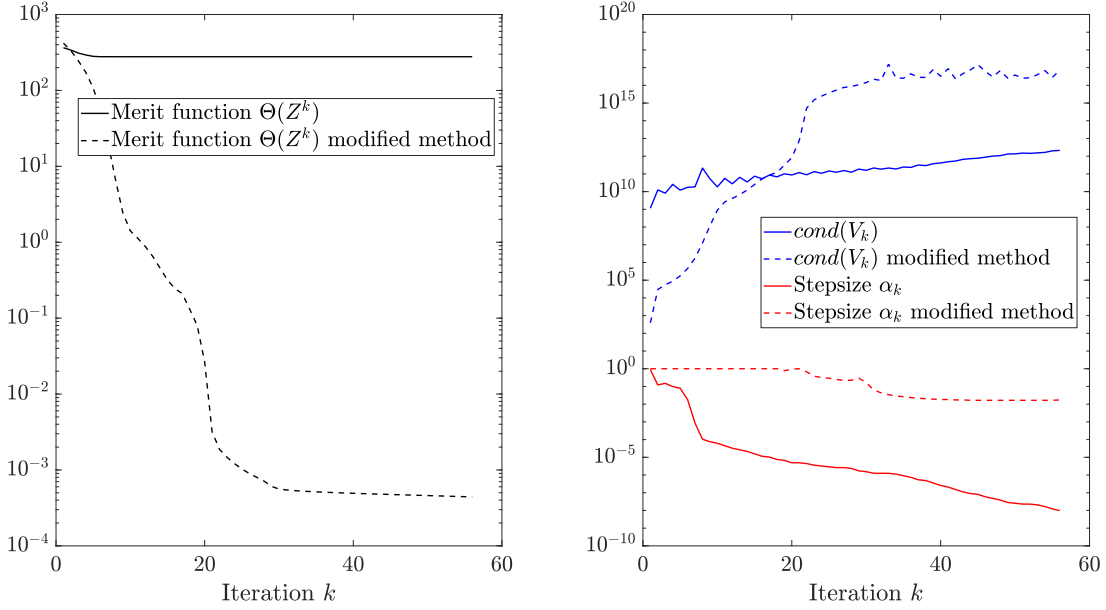 10^3
10^2
10^1
10^0
10^{-1}
10^{-2}
10^{-3}
10^{-4}
0
20
40
60
Iteration k
Merit function Θ(Z^k)
Merit function Θ(Z^k) modified method
10^{20}
10^{15}
10^{10}
10^5
10^0
10^{-5}
10^{-10}
0
20
40
60
Iteration k
cond(V_k)
cond(V_k) modified method
Stepsize α_k
Stepsize α_k modified method